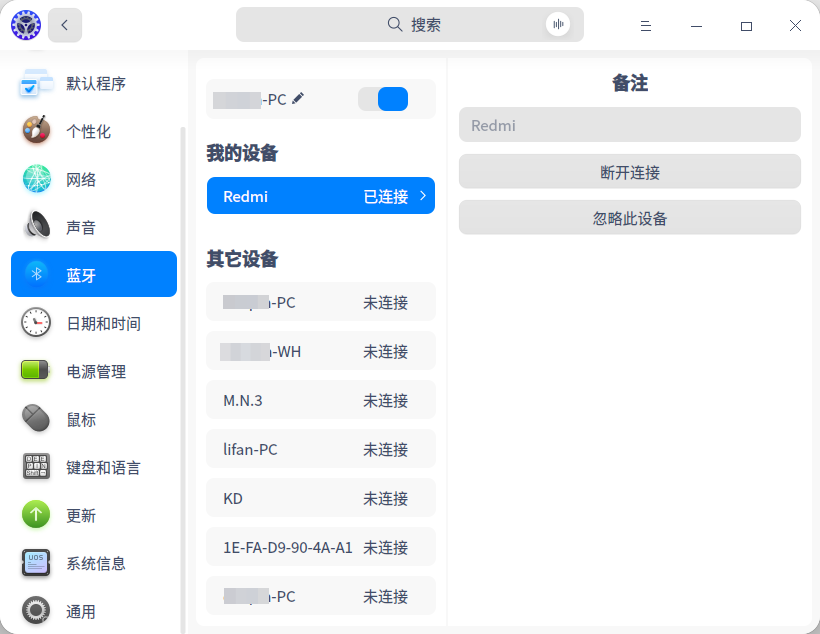 搜索
默认程序
个性化
网络
声音
蓝牙
日期和时间
电源管理
鼠标
键盘和语言
更新
系统信息
通用
-PC
我的设备
Redmi 已连接
其它设备
-PC 未连接
-WH 未连接
M.N.3 未连接
lifan-PC 未连接
KD 未连接
1E-FA-D9-90-4A-A1 未连接
-PC 未连接
备注
Redmi
断开连接
忽略此设备